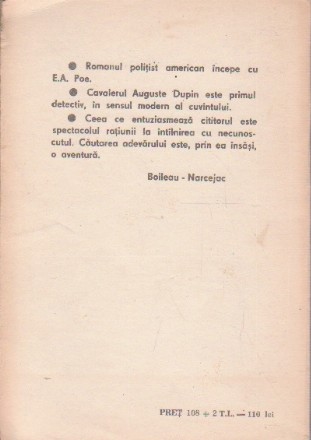 ● Romanul polițist american începe cu
E.A. Poe.
● Cavalerul Auguste Dupin este primul
detectiv, în sensul modern al cuvîntului.
● Ceea ce entuziasmează cititorul este
spectacolul rațiunii la întîlnirea cu necunos-
cutul. Căutarea adevărului este, prin ea însăși,
o aventură.
Boileau - Narcejac
PREȚ 108 + 2 T.L. — 110 lei